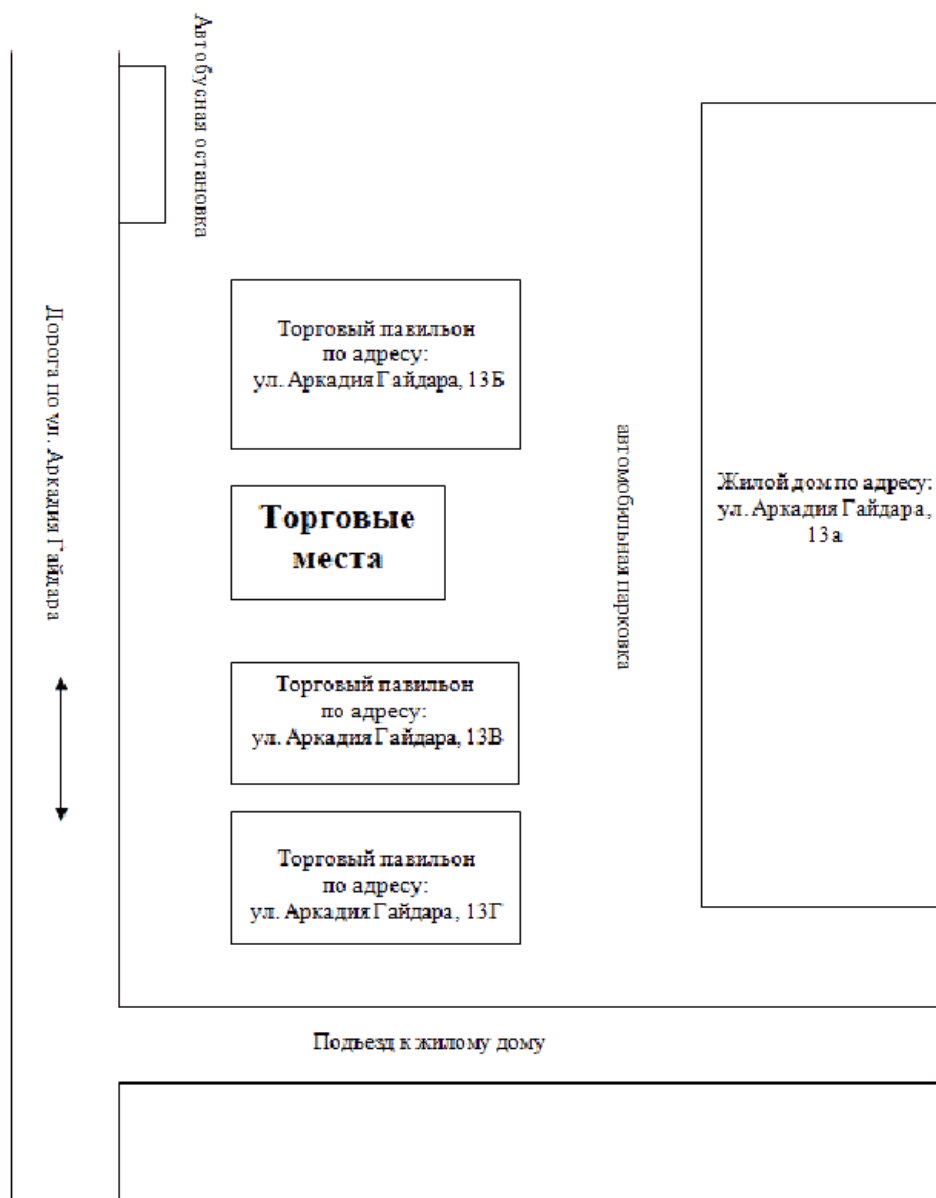 Автобусная остановка
Дорога по ул. Аркадия Гайдара
Торговый павильон
по адресу:
ул. Аркадия Гайдара, 13Б
Торговые
места
автомобильная парковка
Жилой дом по адресу:
ул. Аркадия Гайдара,
13а
Торговый павильон
по адресу:
ул. Аркадия Гайдара, 13В
Торговый павильон
по адресу:
ул. Аркадия Гайдара, 13Г
Подъезд к жилому дому